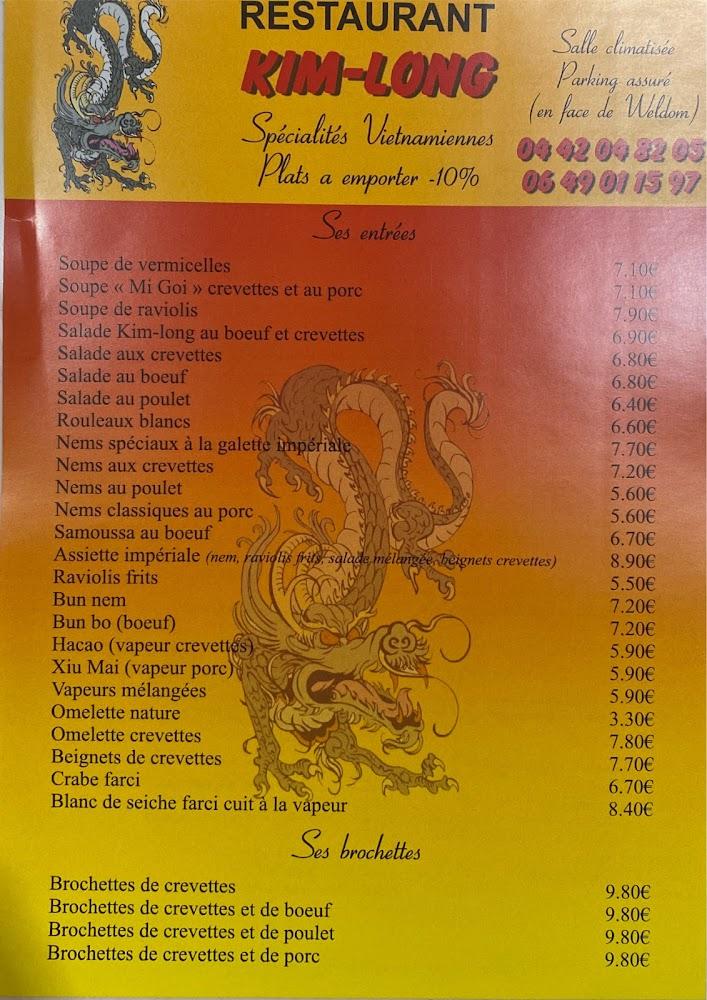 RESTAURANT
KIM-LONG
Spécialités Vietnamiennes
Plats a emporter -10%
Salle climatisée
Parking assuré
(en face de Weldom)
04 42 04 82 05
06 49 01 15 97
Ses entrées
Soupe de vermicelles 7.10€
Soupe « Mi Goi » crevettes et au porc 7.10€
Soupe de raviolis 7.90€
Salade Kim-long au boeuf et crevettes 6.90€
Salade aux crevettes 6.80€
Salade au boeuf 6.80€
Salade au poulet 6.40€
Rouleaux blancs 6.60€
Nems spéciaux à la galette impériale 7.70€
Nems aux crevettes 7.20€
Nems au poulet 5.60€
Nems classiques au porc 5.60€
Samoussa au boeuf 6.70€
Assiette impériale (nem, raviolis frits, salade mélangée, beignets crevettes) 8.90€
Raviolis frits 5.50€
Bun nem 7.20€
Bun bo (boeuf) 7.20€
Hacao (vapeur crevettes) 5.90€
Xiu Mai (vapeur porc) 5.90€
Vapeurs mélangées 5.90€
Omelette nature 3.30€
Omelette crevettes 7.80€
Beignets de crevettes 7.70€
Crabe farci 6.70€
Blanc de seiche farci cuit à la vapeur 8.40€
Ses brochettes
Brochettes de crevettes 9.80€
Brochettes de crevettes et de boeuf 9.80€
Brochettes de crevettes et de poulet 9.80€
Brochettes de crevettes et de porc 9.80€